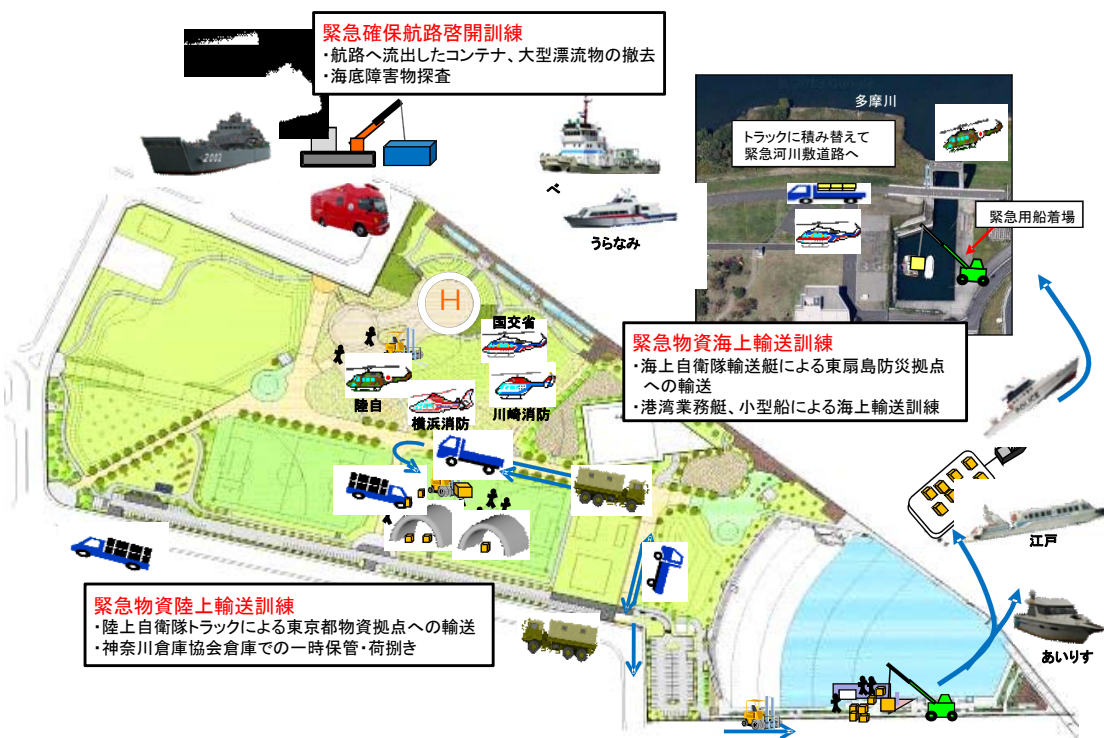 緊急確保航路啓開訓練
・航路へ流出したコンテナ、大型漂流物の撤去
・海底障害物探査
2002
べ
うらなみ
多摩川
トラックに積み替えて
緊急河川敷道路へ
緊急用船着場
緊急物資海上輸送訓練
・海上自衛隊輸送艇による東扇島防災拠点
への輸送
・港湾業務艇、小型船による海上輸送訓練
H
国交省
陸自
横浜消防
川崎消防
江戸
あいりす
緊急物資陸上輸送訓練
・陸上自衛隊トラックによる東京都物資拠点への輸送
・神奈川倉庫協会倉庫での一時保管・荷捌き